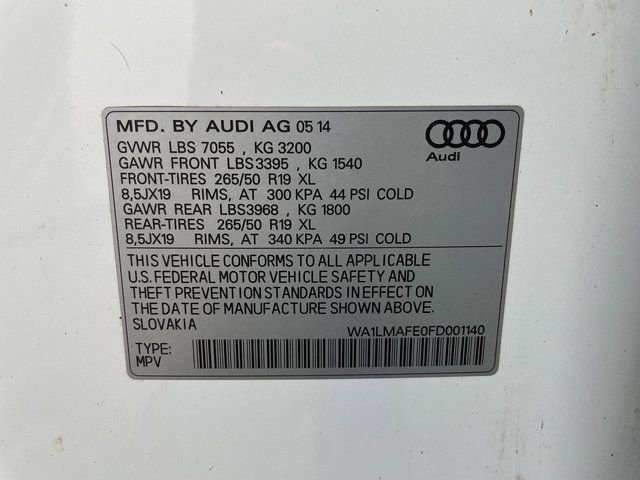 MFD. BY AUDI AG 05 14
GVWR LBS 7055 , KG 3200
GAWR FRONT LBS3395 , KG 1540
FRONT-TIRES 265/50 R19 XL
8,5JX19 RIMS, AT 300 KPA 44 PSI COLD
GAWR REAR LBS3968 , KG 1800
REAR-TIRES 265/50 R19 XL
8,5JX19 RIMS, AT 340 KPA 49 PSI COLD
Audi
THIS VEHICLE CONFORMS TO ALL APPLICABLE
U.S. FEDERAL MOTOR VEHICLE SAFETY AND
THEFT PREVENTION STANDARDS IN EFFECT ON
THE DATE OF MANUFACTURE SHOWN ABOVE.
SLOVAKIA
WA1LMAFE0FD001140
TYPE:
MPV